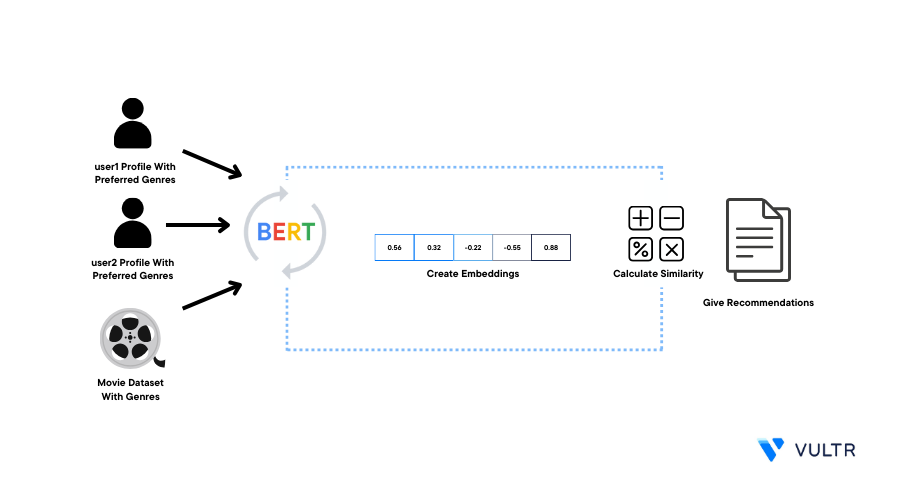 user1 Profile With
Preferred Genres
user2 Profile With
Preferred Genres
Movie Dataset
With Genres
BERT
0.56 0.32 -0.22 -0.55 0.88
Create Embeddings
Calculate Similarity
Give Recommendations
VULTR